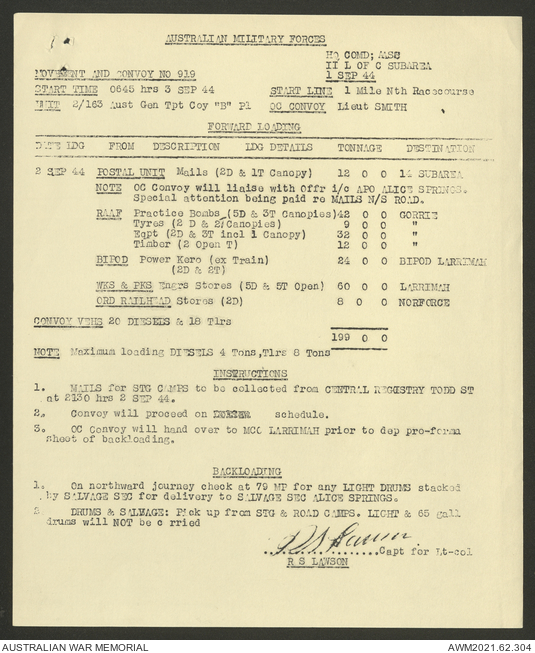 AUSTRALIAN MILITARY FORCES
HQ COMD; AASC
II L OF C SUBAREA
MOVEMENT AND CONVOY NO 919
1 SEP 44
START TIME 0645 hrs 3 SEP 44 START LINE 1 Mile Nth Racecourse
UNIT 2/163 Aust Gen Tpt Coy "B" Pl OC CONVOY Lieut SMITH
FORWARD LOADING
DATE LDG FROM DESCRIPTION LDG DETAILS TONNAGE DESTINATION
2 SEP 44 POSTAL UNIT Mails (2D & 1T Canopy) 12 0 0 14 SUBAREA
NOTE OC Convoy will liaise with Offr i/c APO ALICE SPRINGS.
Special attention being paid re MAILS N/S ROAD.
RAAF Practice Bombs (5D & 3T Canopies) 42 0 0 GORRIE
Tyres (2 D & 2/Canopies) 9 0 0 "
Eqpt (2D & 3T incl 1 Canopy) 32 0 0 "
Timber (2 Open T) 12 0 0 "
BIPOD Power Kero (ex Train) 24 0 0 BIPOD LARRIMAH
(2D & 2T)
WKS & PKS Engrs Stores (5D & 5T Open) 60 0 0 LARRIMAH
ORD RAILHEAD Stores (2D) 8 0 0 NORFORCE
CONVOY VEHS 20 DIESELS & 18 Tlrs
199 0 0
NOTE Maximum loading DIESELS 4 Tons, Tlrs 8 Tons
INSTRUCTIONS
1. MAILS for STG CAMPS to be collected from CENTRAL REGISTRY TODD ST
at 2130 hrs 2 SEP 44.
2. Convoy will proceed on schedule.
3. OC Convoy will hand over to MCO LARRIMAH prior to dep pro-forma
sheet of backloading.
BACKLOADING
1. On northward journey check at 79 MP for any LIGHT DRUMS stacked
by SALVAGE SEC for delivery to SALVAGE SEC ALICE SPRINGS.
2 DRUMS & SALVAGE: Pick up from STG & ROAD CAMPS. LIGHT & 65 gall
drums will NOT be c rried
R S Lawson
....................Capt for Lt-col
R S LAWSON
AUSTRALIAN WAR MEMORIAL AWM2021.62.304